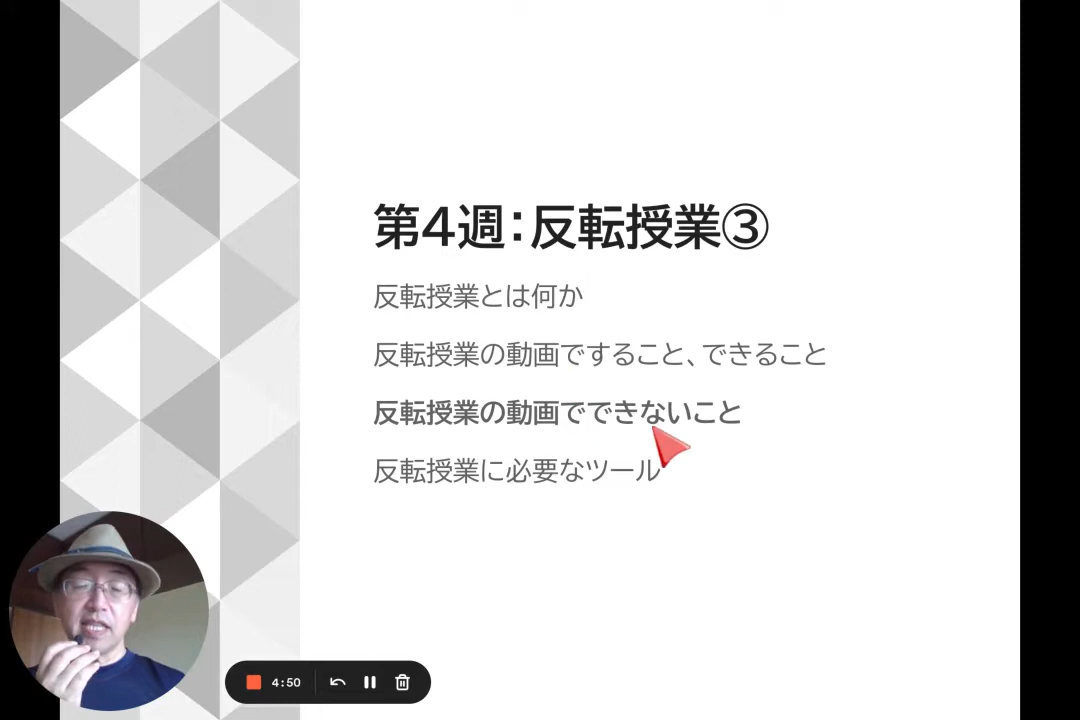 第4週：反転授業③
反転授業とは何か
反転授業の動画ですること、できること
反転授業の動画でできないこと
反転授業に必要なツール
4:50